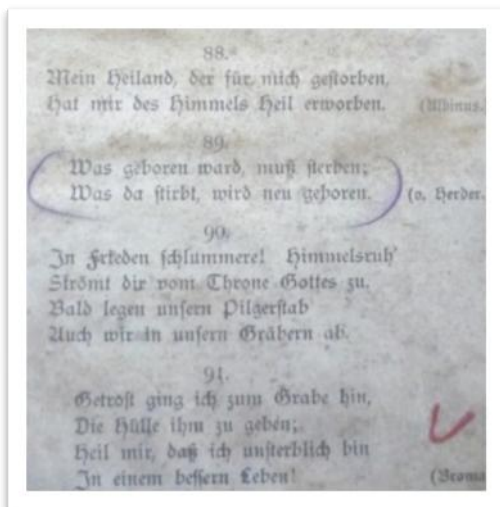 88.
Mein Heiland, der für mich gestorben,
Hat mir des Himmels Heil erworben. (Albinus.
89.
Was geboren ward, muß sterben;
Was da stirbt, wird neu geboren. (v. Herder.
90.
In Frieden schlummere! Himmelsruh'
Strömt dir vom Throne Gottes zu.
Bald legen unsern Pilgerstab
Auch wir in unsern Gräbern ab.
91.
Getrost ging ich zum Grabe hin,
Die Hülle ihm zu geben;
Heil mir, daß ich unsterblich bin
In einem bessern Leben!